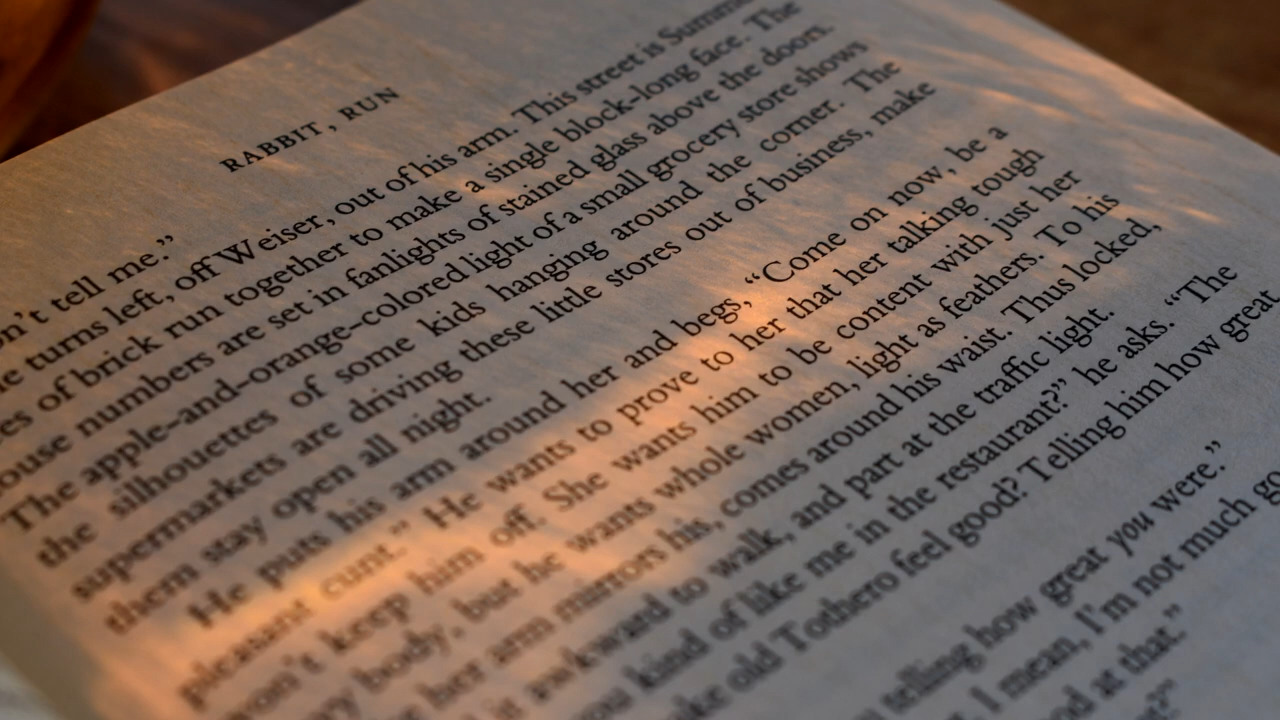 RABBIT, RUN
n't tell me."
turns left, off Weiser, out of his arm. This street is Summe
es of brick run together to make a single block-long face. The
ouse numbers are set in fanlights of stained glass above the door.
The apple-and-orange-colored light of a small grocery store shows
the silhouettes of some kids hanging around the corner. The
supermarkets are driving these little stores out of business, make
them stay open all night.
He puts his arm around her and begs, "Come on now, be a
pleasant cunt." He wants to prove to her that her talking tough
won't keep him off. She wants him to be content with just her
body, but he wants whole women, light as feathers. To his
her arm mirrors his, comes around his waist. Thus locked,
it awkward to walk, and part at the traffic light.
you kind of like me in the restaurant?" he asks. "The
ake old Tothero feel good? Telling him how great
telling how great you were."
I mean, I'm not much go
od at that."